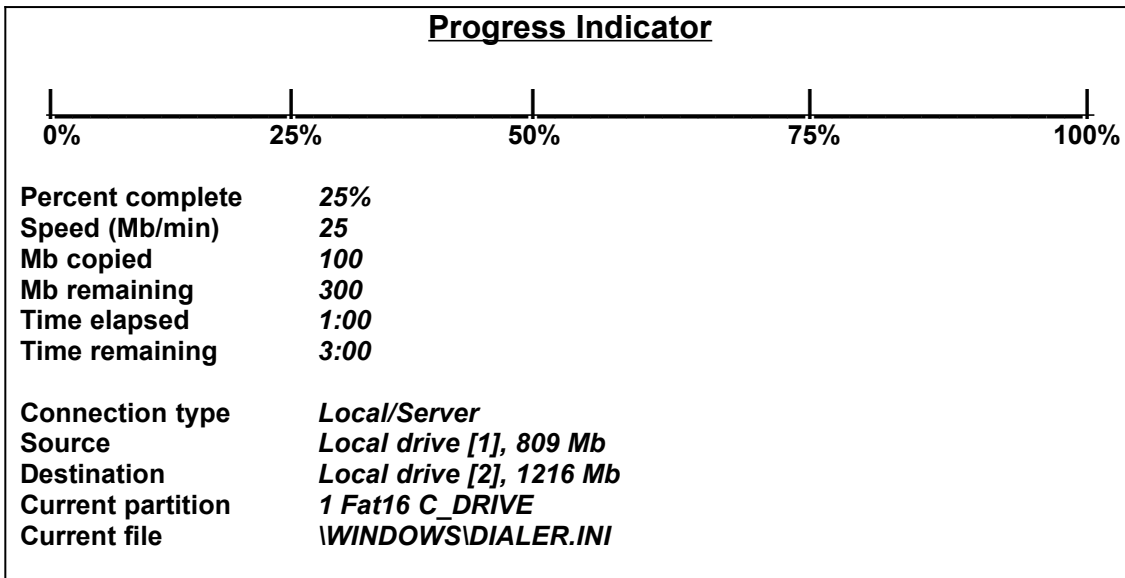 Progress Indicator
0% 25% 50% 75% 100%
Percent complete 25%
Speed (Mb/min) 25
Mb copied 100
Mb remaining 300
Time elapsed 1:00
Time remaining 3:00
Connection type Local/Server
Source Local drive [1], 809 Mb
Destination Local drive [2], 1216 Mb
Current partition 1 Fat16 C_DRIVE
Current file \WINDOWS\DIALER.INI